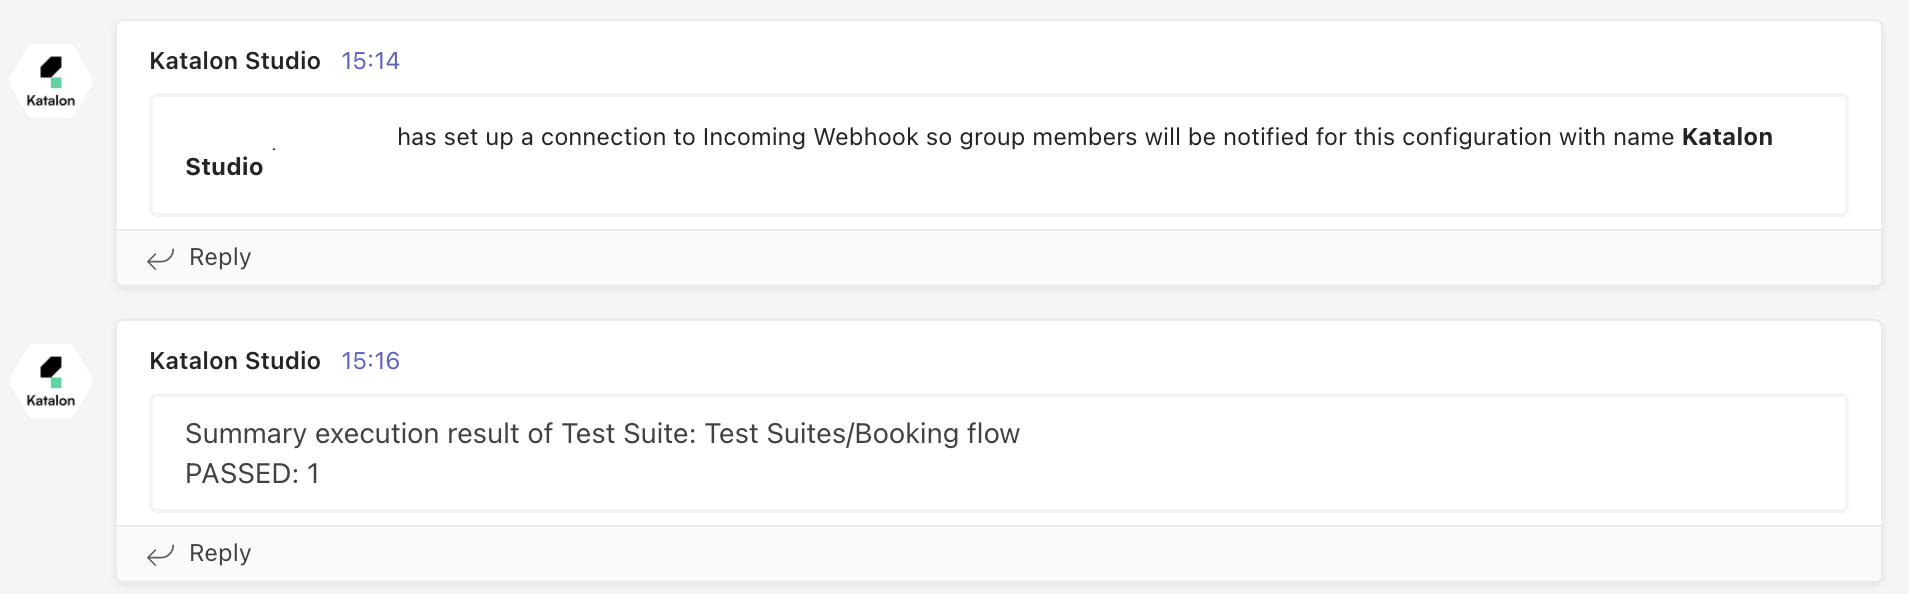 Katalon
Katalon Studio 15:14
has set up a connection to Incoming Webhook so group members will be notified for this configuration with name Katalon
Studio
Reply
Katalon
Katalon Studio 15:16
Summary execution result of Test Suite: Test Suites/Booking flow
PASSED: 1
Reply